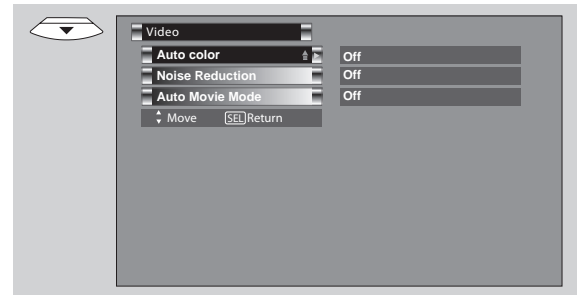 Video
Auto color Off
Noise Reduction Off
Auto Movie Mode Off
Move SEL Return